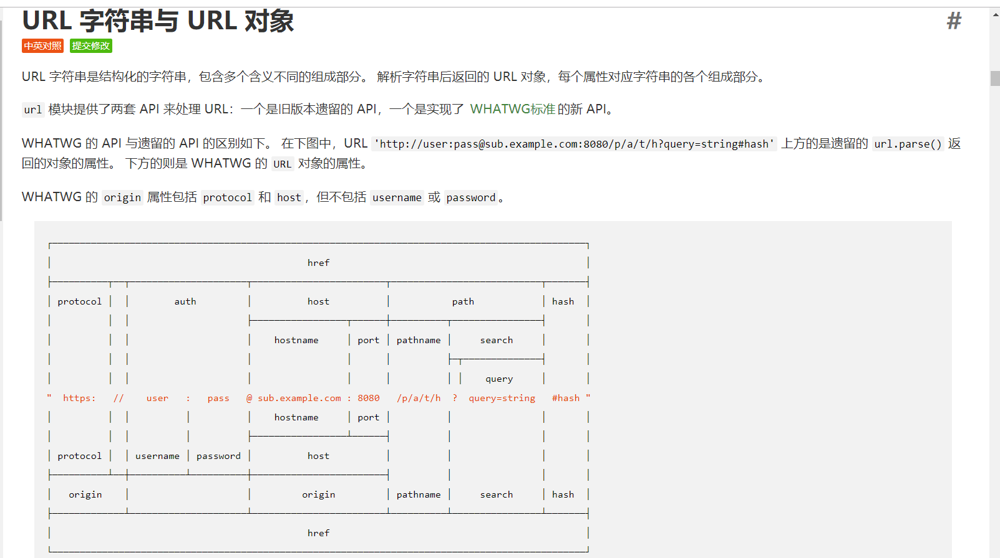 URL 字符串与 URL 对象
#
中英对照 提交修改
URL 字符串是结构化的字符串，包含多个含义不同的组成部分。 解析字符串后返回的 URL 对象，每个属性对应字符串的各个组成部分。
url 模块提供了两套 API 来处理 URL：一个是旧版本遗留的 API，一个是实现了 WHATWG标准的新 API。
WHATWG 的 API 与遗留的 API 的区别如下。 在下图中，URL 'http://user:pass@sub.example.com:8080/p/a/t/h?query=string#hash' 上方的是遗留的 url.parse() 返
回的对象的属性。 下方的则是 WHATWG 的 URL 对象的属性。
WHATWG 的 origin 属性包括 protocol 和 host，但不包括 username 或 password。
href
protocol auth host path hash
hostname port pathname search
query
" https: // user : pass @ sub.example.com : 8080 /p/a/t/h ? query=string #hash "
hostname port
protocol username password host
origin origin pathname search hash
href